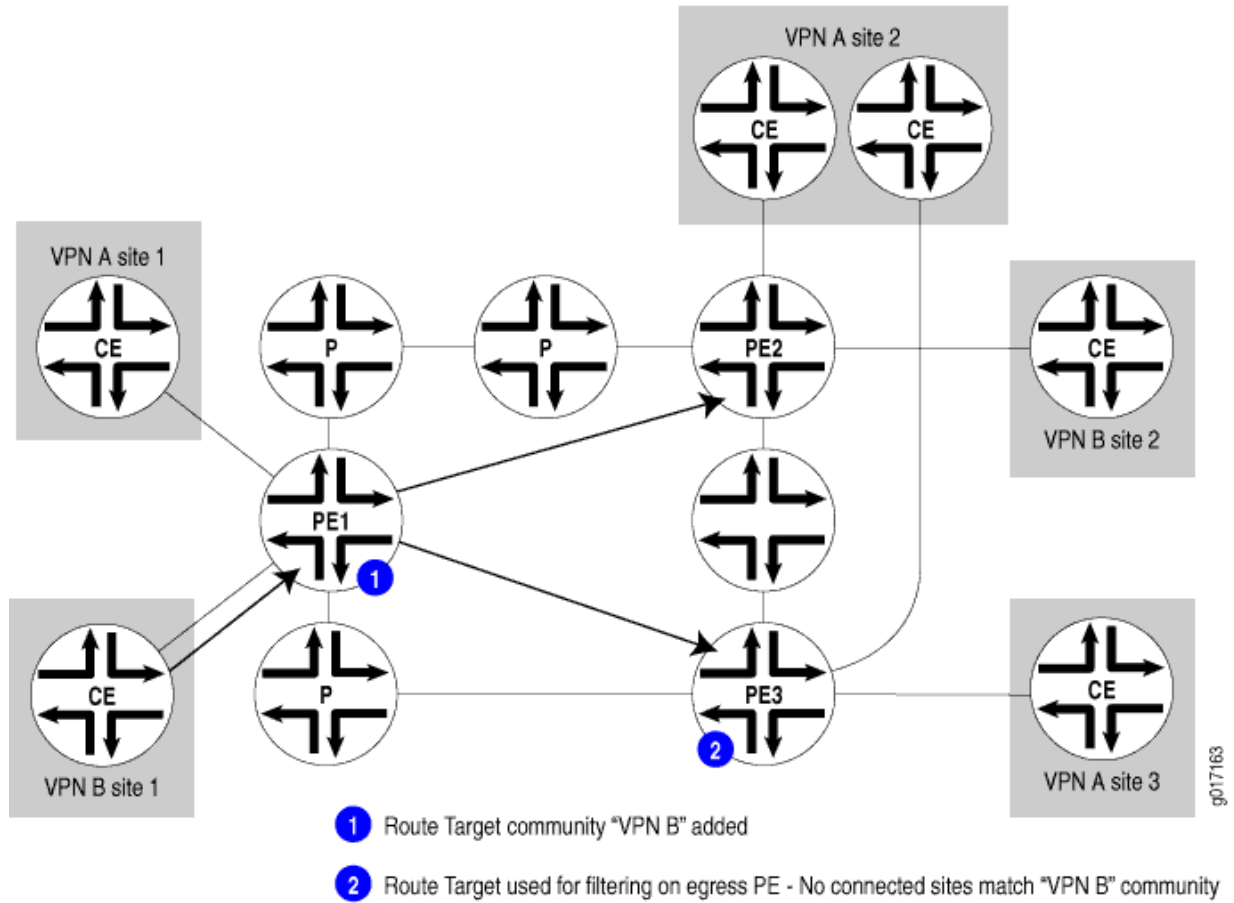 VPN A site 2
CE
CE
VPN A site 1
CE
P
P
PE2
CE
VPN B site 2
PE1
1
CE
VPN B site 1
P
PE3
2
CE
VPN A site 3
g017163
1 Route Target community “VPN B” added
2 Route Target used for filtering on egress PE - No connected sites match “VPN B” community